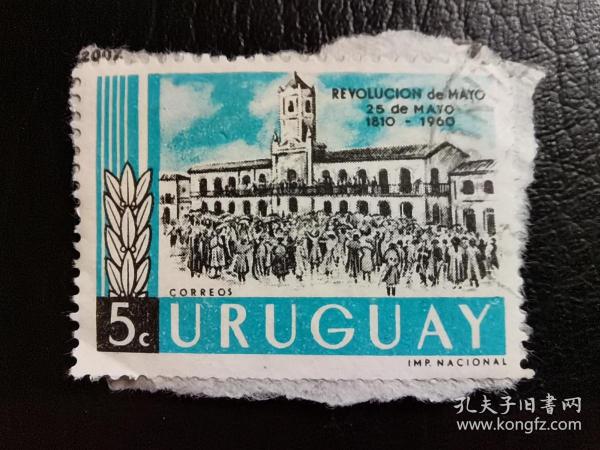 REVOLUCION de MAYO
25 de MAYO
1810 - 1960
CORREOS
5c URUGUAY
IMP. NACIONAL
孔夫子旧书网
www.kongfz.com